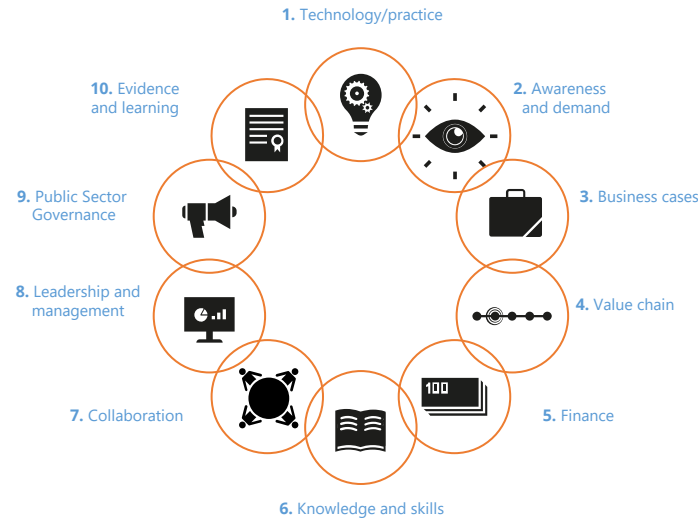 1. Technology/practice
2. Awareness
and demand
3. Business cases
4. Value chain
5. Finance
6. Knowledge and skills
7. Collaboration
8. Leadership and
management
9. Public Sector
Governance
10. Evidence
and learning
100